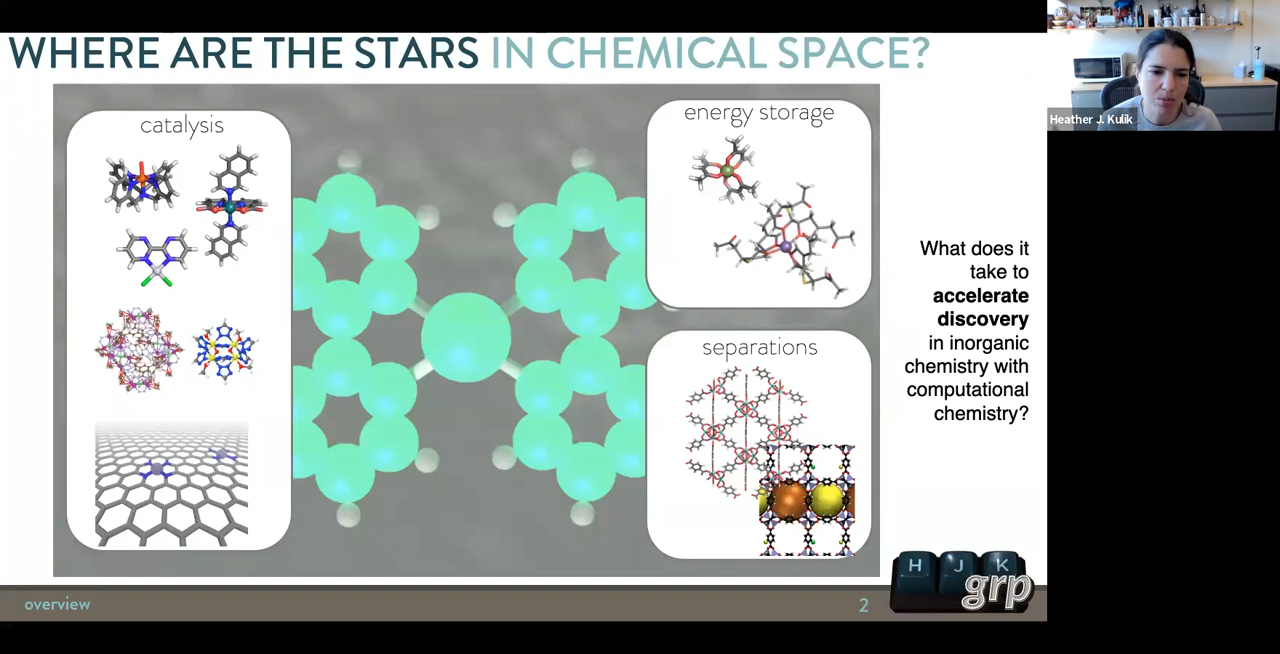 WHERE ARE THE STARS IN CHEMICAL SPACE?
catalysis
energy storage
separations
What does it
take to
accelerate
discovery
in inorganic
chemistry with
computational
chemistry?
overview
2
H J K
grp
Heather J. Kulik